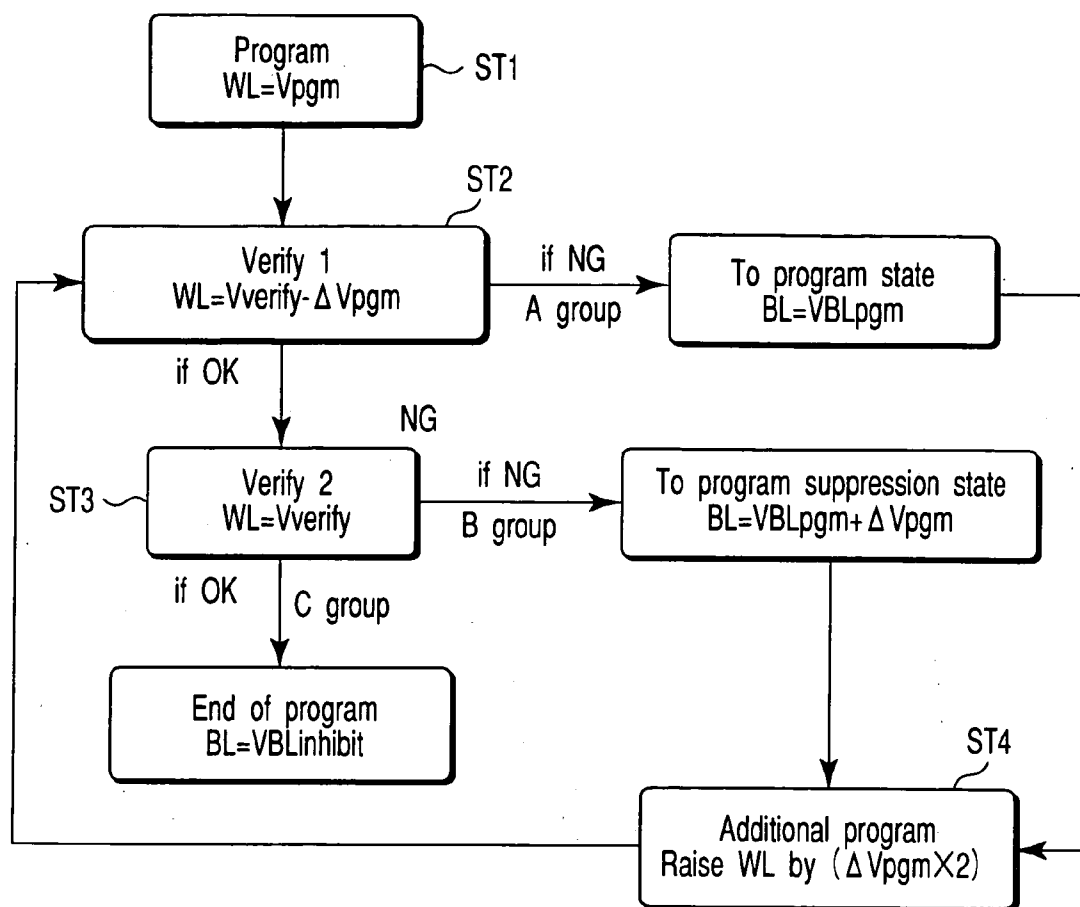 Program
WL=Vpgm
ST1
ST2
Verify 1
WL=Vverify-ΔVpgm
if NG
A group
To program state
BL=VBLpgm
if OK
NG
ST3
Verify 2
WL=Vverify
if NG
B group
To program suppression state
BL=VBLpgm+ΔVpgm
if OK
C group
End of program
BL=VBLinhibit
ST4
Additional program
Raise WL by (ΔVpgm×2)